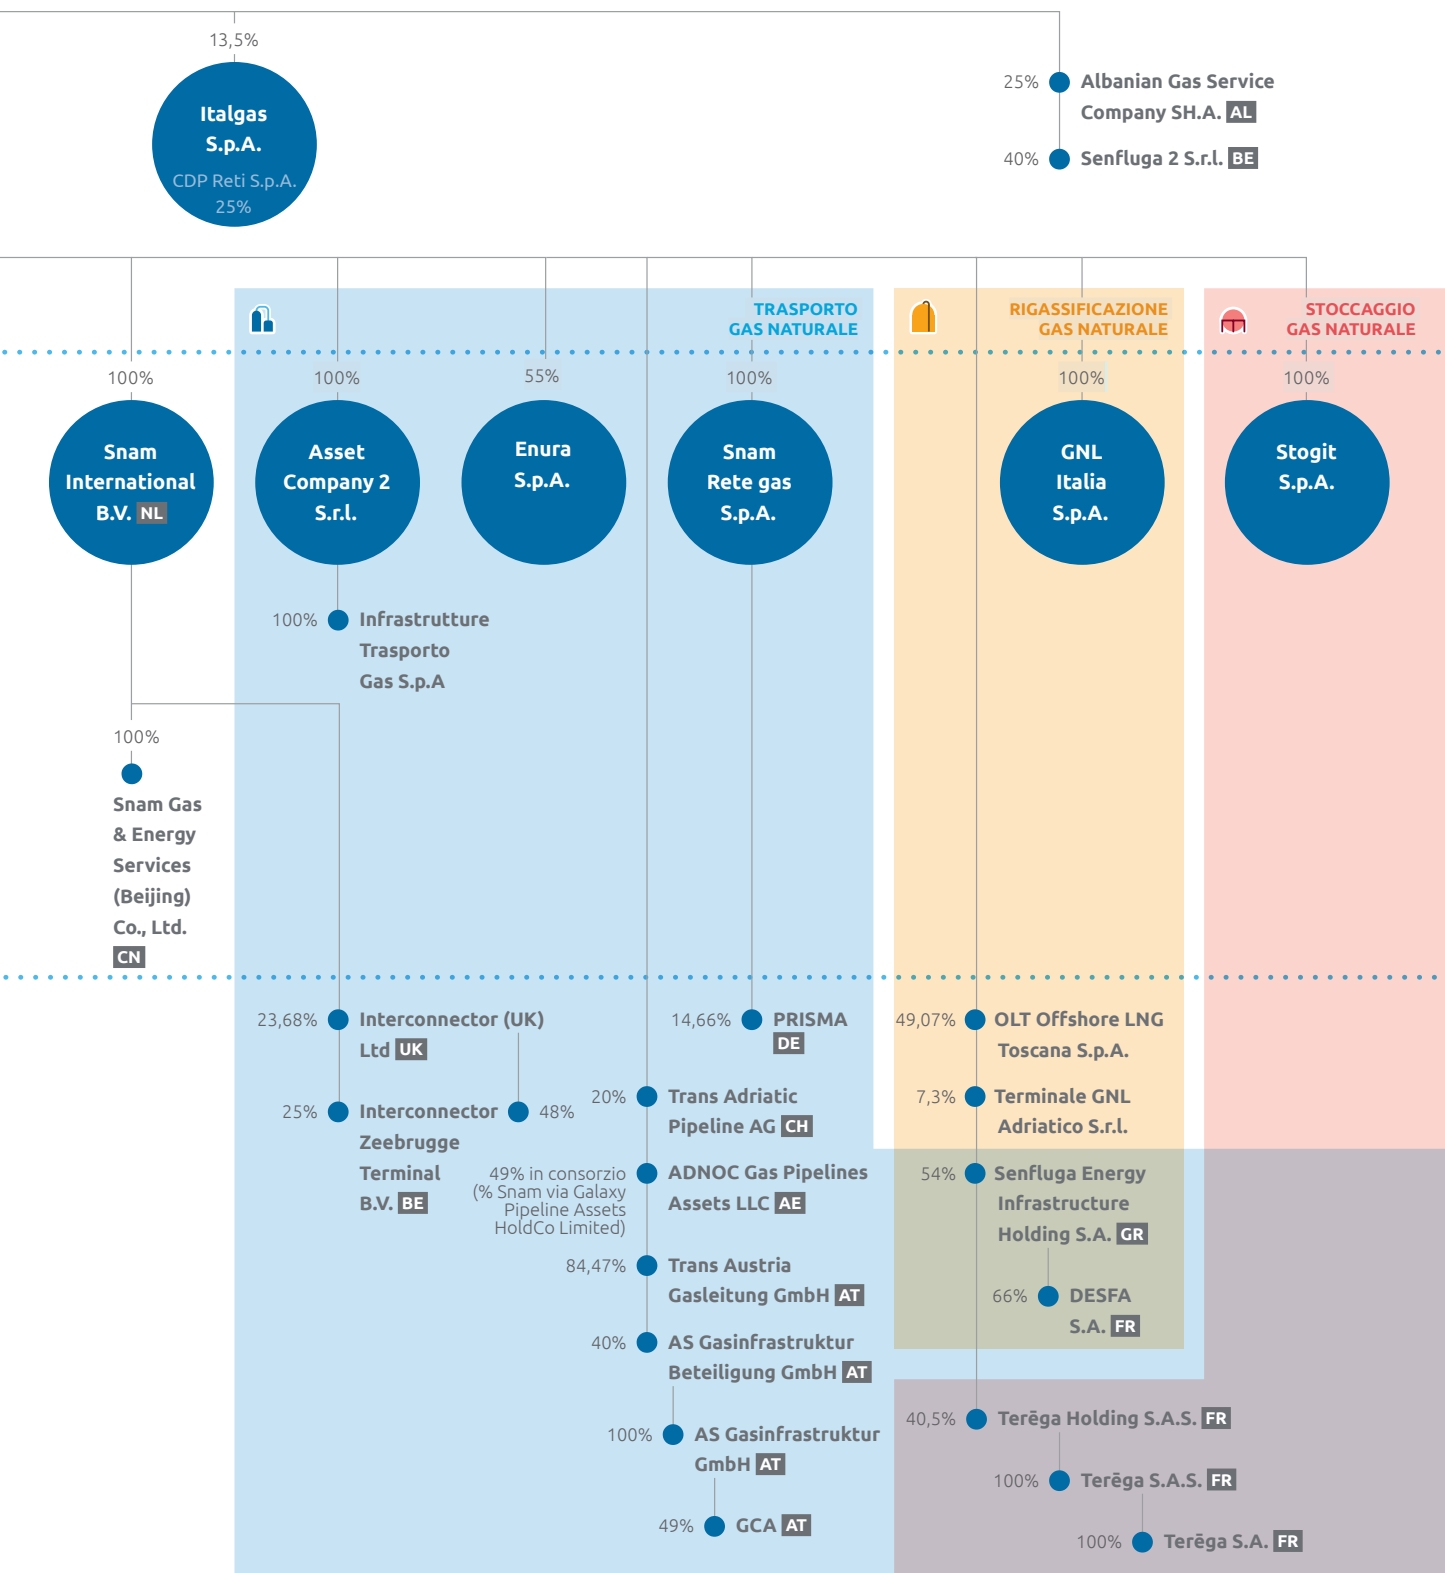 13,5%
Italgas
S.p.A.
CDP Reti S.p.A.
25%
25%
Albanian Gas Service
Company SH.A. AL
40%
Senfluga 2 S.r.l. BE
TRASPORTO
GAS NATURALE
RIGASSIFICAZIONE
GAS NATURALE
STOCCAGGIO
GAS NATURALE
100%
Snam
International
B.V. NL
100%
Asset
Company 2
S.r.l.
55%
Enura
S.p.A.
100%
Snam
Rete gas
S.p.A.
100%
GNL
Italia
S.p.A.
100%
Stogit
S.p.A.
100%
Infrastrutture
Trasporto
Gas S.p.A
100%
Snam Gas
& Energy
Services
(Beijing)
Co., Ltd.
CN
23,68%
Interconnector (UK)
Ltd UK
25%
Interconnector
Zeebrugge
Terminal
B.V. BE
48%
14,66%
PRISMA
DE
20%
Trans Adriatic
Pipeline AG CH
49% in consorzio
(% Snam via Galaxy
Pipeline Assets
HoldCo Limited)
ADNOC Gas Pipelines
Assets LLC AE
84,47%
Trans Austria
Gasleitung GmbH AT
40%
AS Gasinfrastruktur
Beteiligung GmbH AT
100%
AS Gasinfrastruktur
GmbH AT
49%
GCA AT
49,07%
OLT Offshore LNG
Toscana S.p.A.
7,3%
Terminale GNL
Adriatico S.r.l.
54%
Senfluga Energy
Infrastructure
Holding S.A. GR
66%
DESFA
S.A. FR
40,5%
Terēga Holding S.A.S. FR
100%
Terēga S.A.S. FR
100%
Terēga S.A. FR